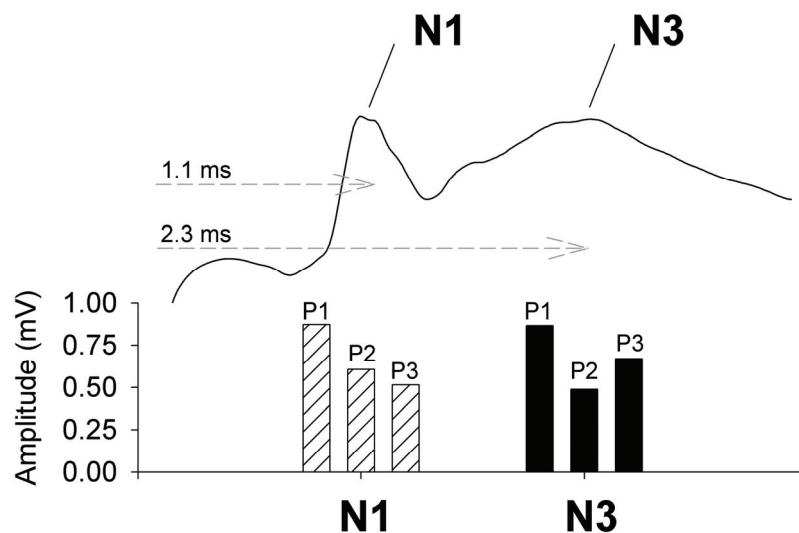 N1 N3
1.1 ms
2.3 ms
Amplitude (mV)
1.00
0.75
0.50
0.25
0.00
P1
P2
P3
P1
P2
P3
N1 N3